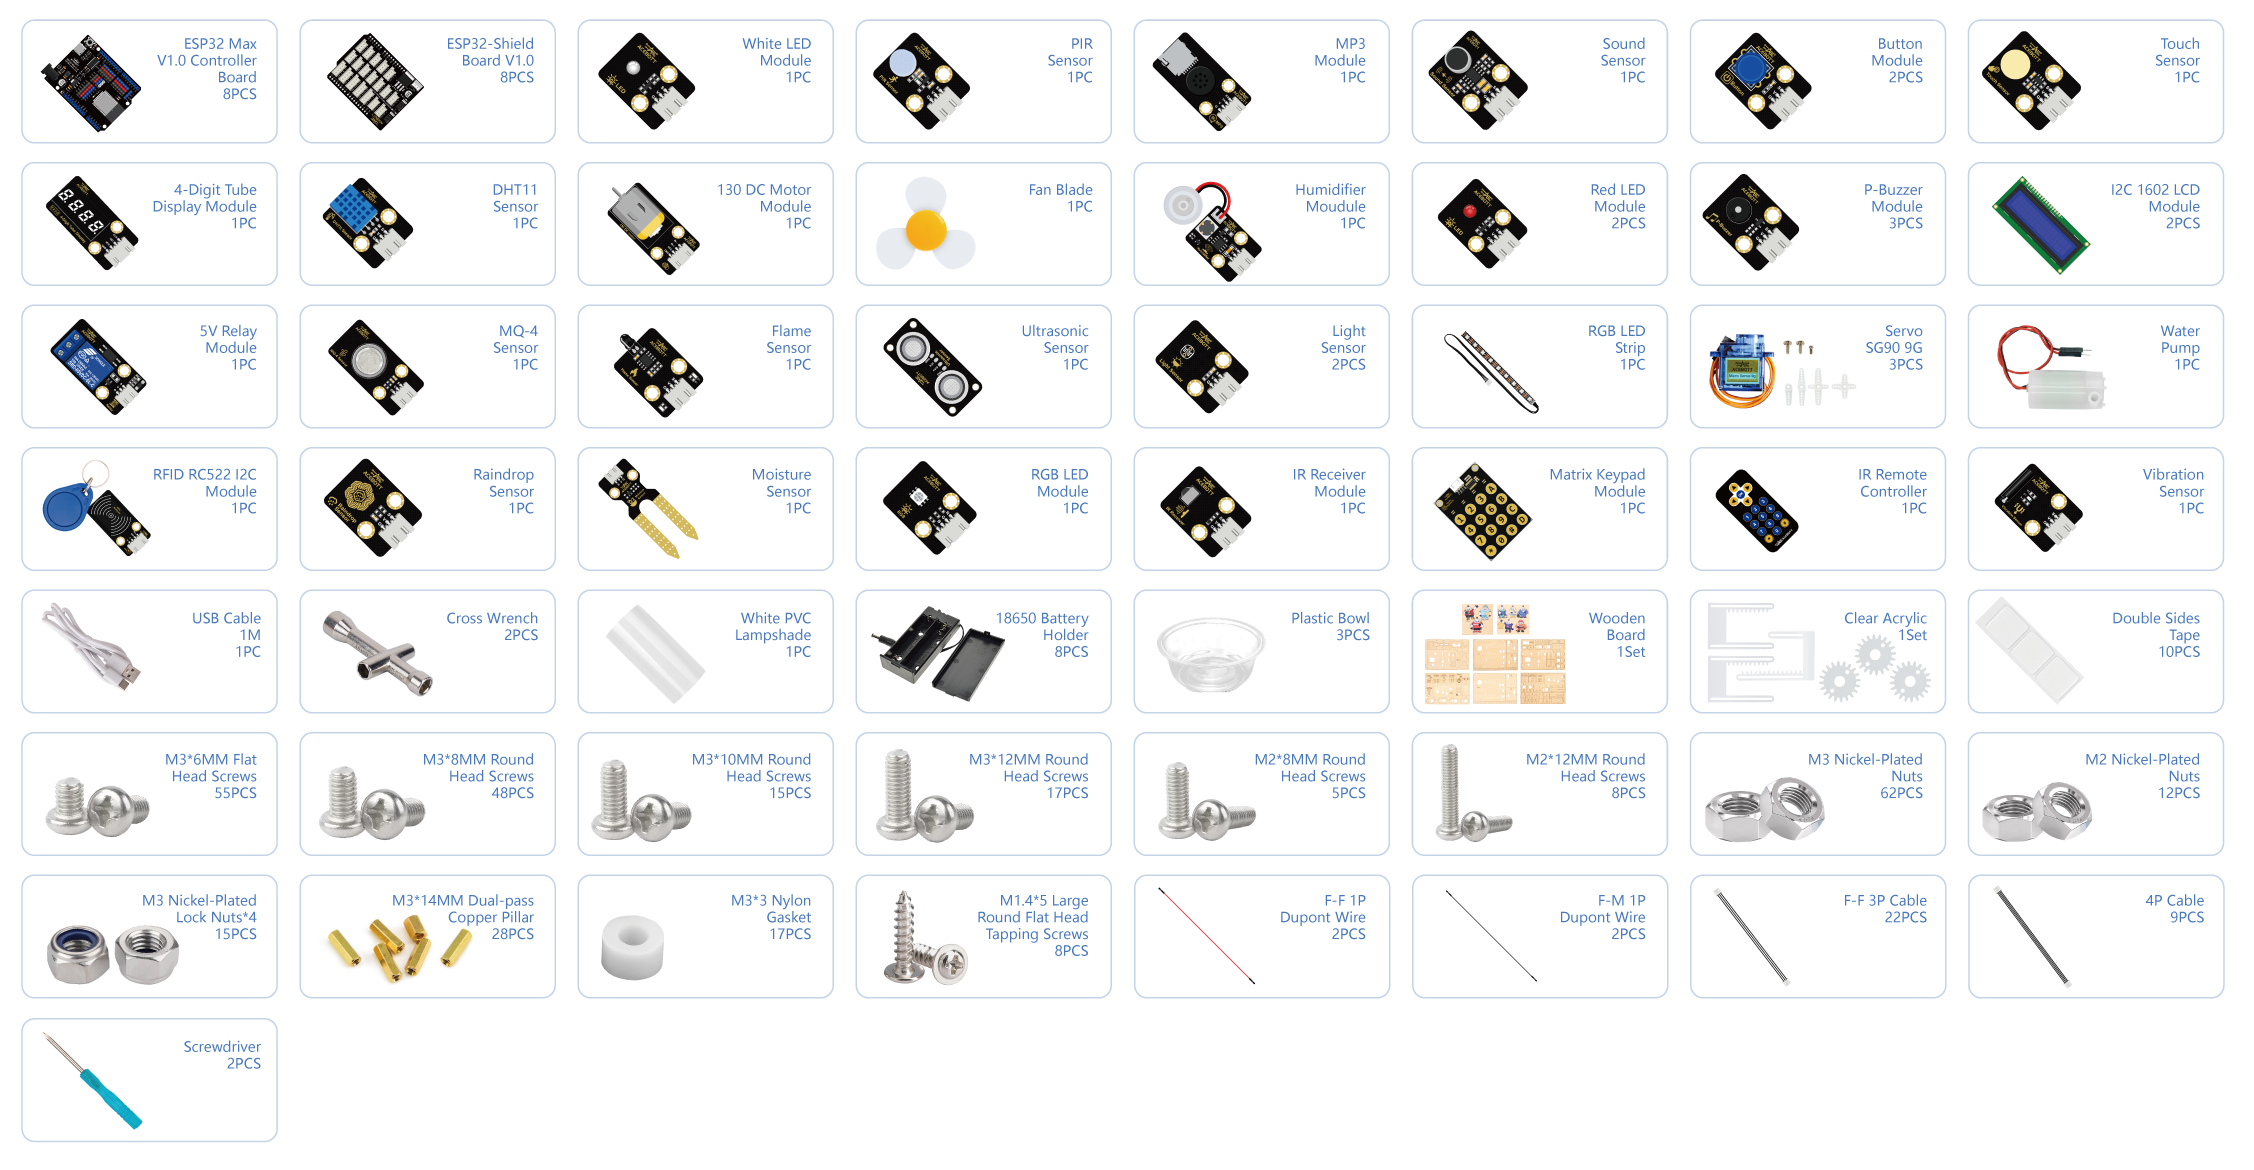 ESP32 Max
V1.0 Controller
Board
8PCS
ESP32-Shield
Board V1.0
8PCS
White LED
Module
1PC
PIR
Sensor
1PC
MP3
Module
1PC
Sound
Sensor
1PC
Button
Module
2PCS
Touch
Sensor
1PC
4-Digit Tube
Display Module
1PC
DHT11
Sensor
1PC
130 DC Motor
Module
1PC
Fan Blade
1PC
Humidifier
Moudule
1PC
Red LED
Module
2PCS
P-Buzzer
Module
3PCS
I2C 1602 LCD
Module
2PCS
5V Relay
Module
1PC
MQ-4
Sensor
1PC
Flame
Sensor
1PC
Ultrasonic
Sensor
1PC
Light
Sensor
2PCS
RGB LED
Strip
1PC
Servo
SG90 9G
3PCS
Water
Pump
1PC
RFID RC522 I2C
Module
1PC
Raindrop
Sensor
1PC
Moisture
Sensor
1PC
RGB LED
Module
1PC
IR Receiver
Module
1PC
Matrix Keypad
Module
1PC
IR Remote
Controller
1PC
Vibration
Sensor
1PC
USB Cable
1M
1PC
Cross Wrench
2PCS
White PVC
Lampshade
1PC
18650 Battery
Holder
8PCS
Plastic Bowl
3PCS
Wooden
Board
1Set
Clear Acrylic
1Set
Double Sides
Tape
10PCS
M3*6MM Flat
Head Screws
55PCS
M3*8MM Round
Head Screws
48PCS
M3*10MM Round
Head Screws
15PCS
M3*12MM Round
Head Screws
17PCS
M2*8MM Round
Head Screws
5PCS
M2*12MM Round
Head Screws
8PCS
M3 Nickel-Plated
Nuts
62PCS
M2 Nickel-Plated
Nuts
12PCS
M3 Nickel-Plated
Lock Nuts*4
15PCS
M3*14MM Dual-pass
Copper Pillar
28PCS
M3*3 Nylon
Gasket
17PCS
M1.4*5 Large
Round Flat Head
Tapping Screws
8PCS
F-F 1P
Dupont Wire
2PCS
F-M 1P
Dupont Wire
2PCS
F-F 3P Cable
22PCS
4P Cable
9PCS
Screwdriver
2PCS